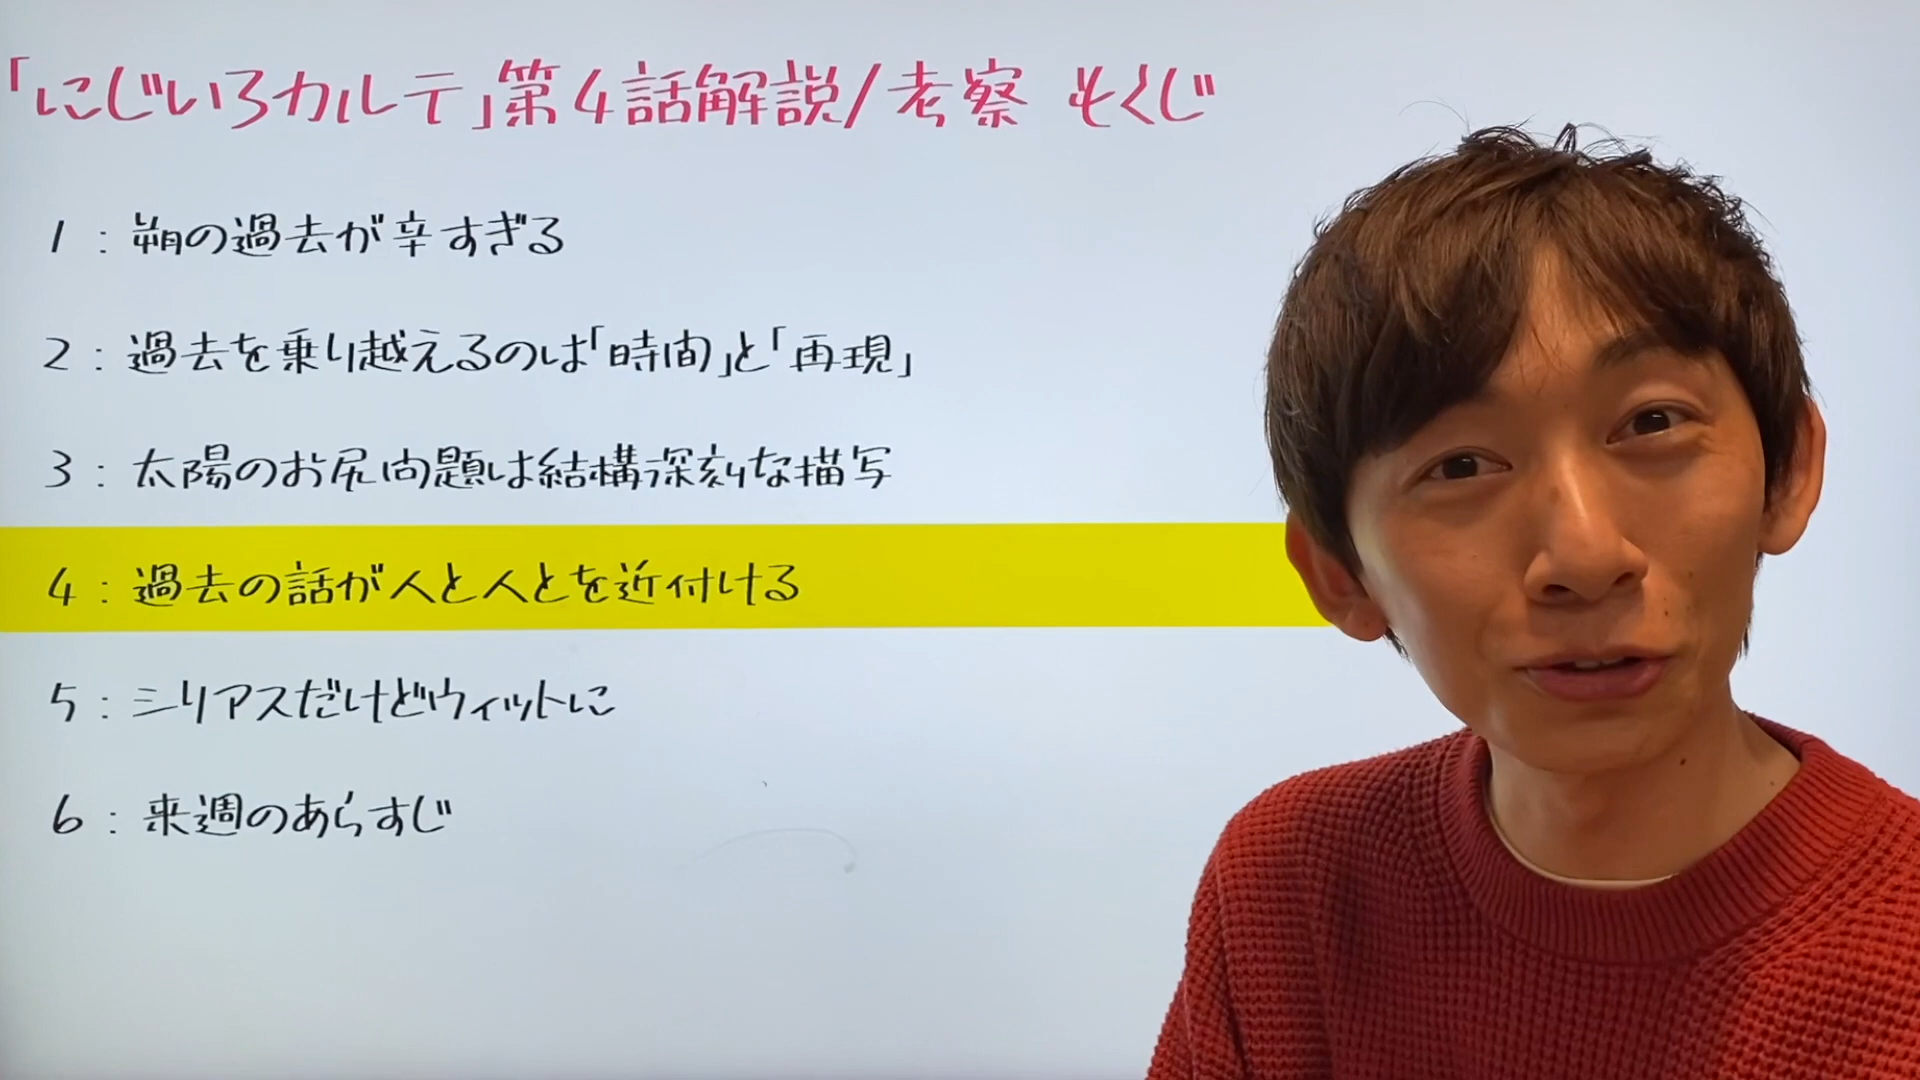 「にじいろカルテ」第4話解説/考察 もくじ
1：朔の過去が辛すぎる
2：過去を乗り越えるのは「時間」と「再現」
3：太陽のお尻問題は結構深刻な描写
4：過去の話が人と人とを近付ける
5：シリアスだけどウィットに
6：来週のあらすじ